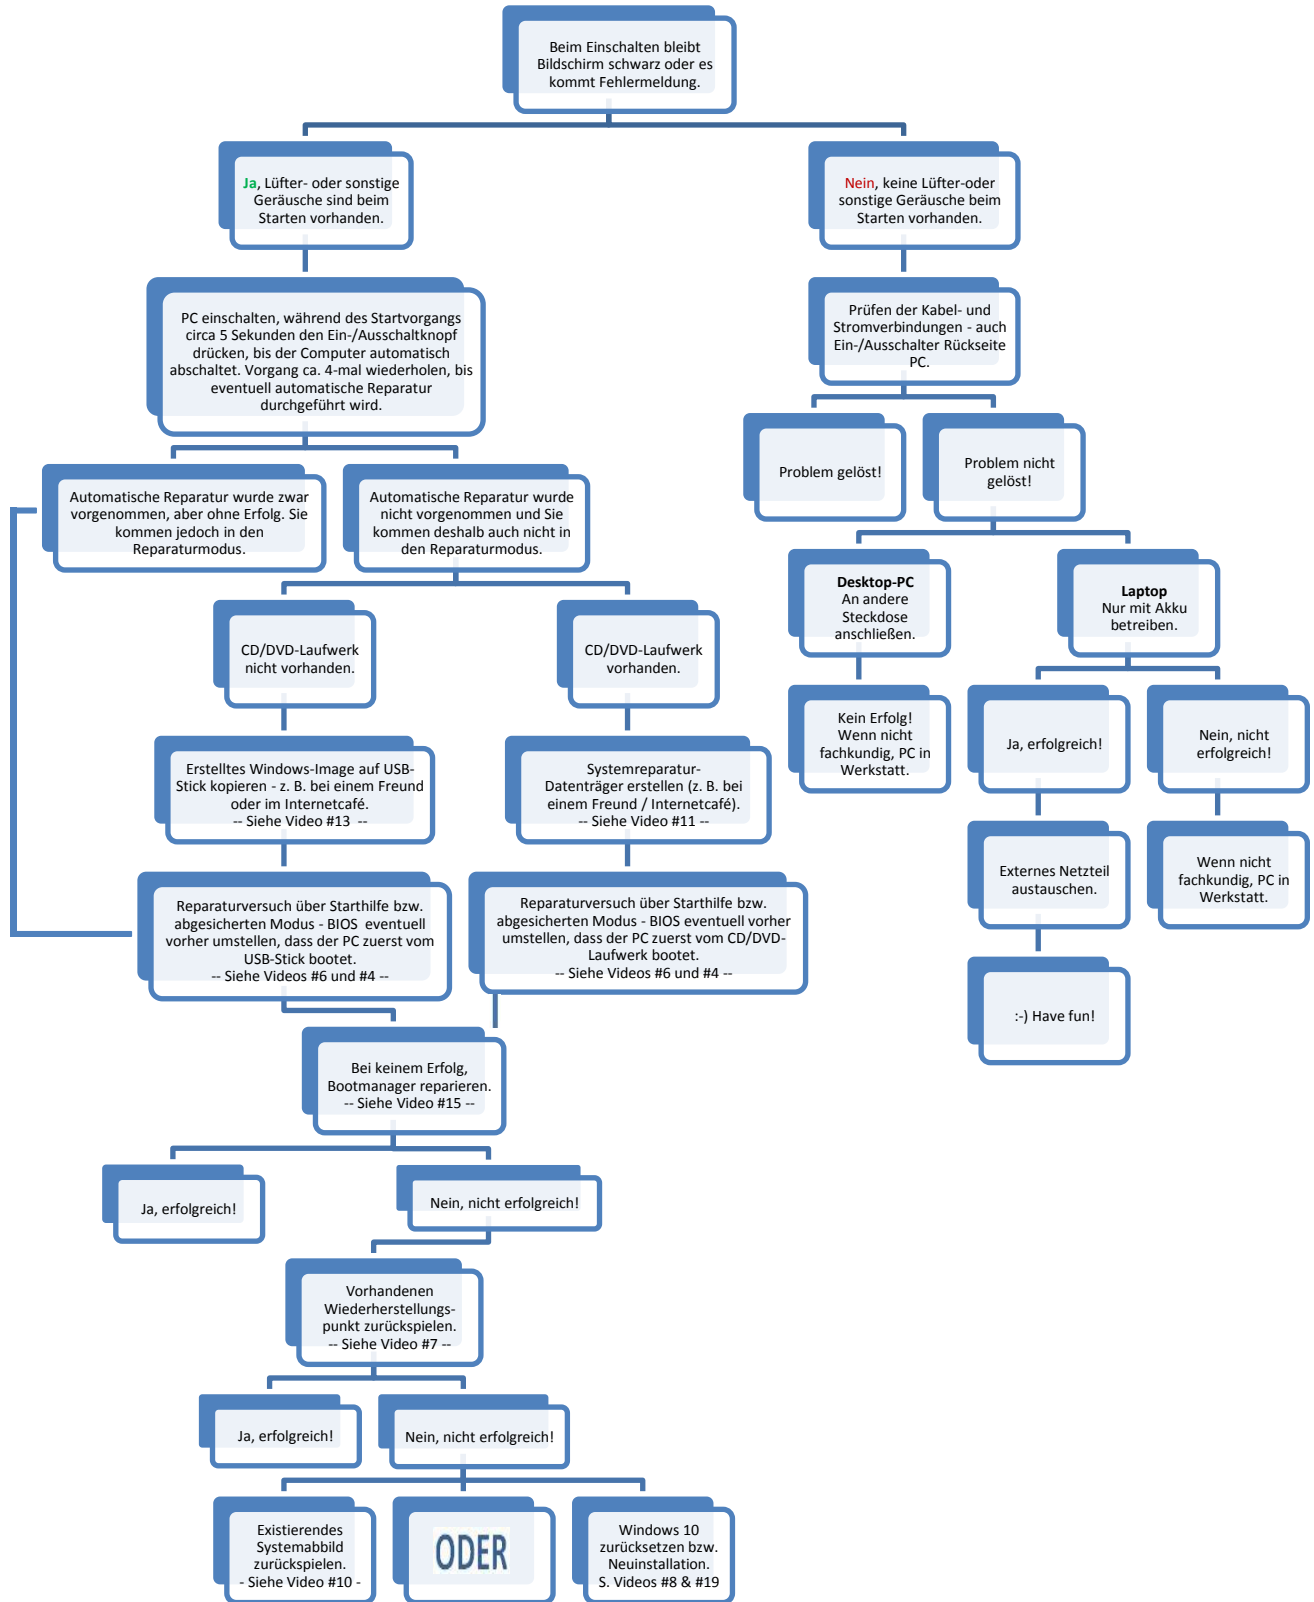 Beim Einschalten bleibt
Bildschirm schwarz oder es
kommt Fehlermeldung.
Ja, Lüfter- oder sonstige
Geräusche sind beim
Starten vorhanden.
Nein, keine Lüfter-oder
sonstige Geräusche beim
Starten vorhanden.
PC einschalten, während des Startvorgangs
circa 5 Sekunden den Ein-/Ausschaltknopf
drücken, bis der Computer automatisch
abschaltet. Vorgang ca. 4-mal wiederholen, bis
eventuell automatische Reparatur
durchgeführt wird.
Prüfen der Kabel- und
Stromverbindungen - auch
Ein-/Ausschalter Rückseite
PC.
Problem gelöst!
Problem nicht
gelöst!
Automatische Reparatur wurde zwar
vorgenommen, aber ohne Erfolg. Sie
kommen jedoch in den
Reparaturmodus.
Automatische Reparatur wurde
nicht vorgenommen und Sie
kommen deshalb auch nicht in
den Reparaturmodus.
Desktop-PC
An andere
Steckdose
anschließen.
Laptop
Nur mit Akku
betreiben.
CD/DVD-Laufwerk
nicht vorhanden.
CD/DVD-Laufwerk
vorhanden.
Kein Erfolg!
Wenn nicht
fachkundig, PC in
Werkstatt.
Ja, erfolgreich!
Nein, nicht
erfolgreich!
Erstelltes Windows-Image auf USB-
Stick kopieren - z. B. bei einem Freund
oder im Internetcafé.
-- Siehe Video #13 --
Systemreparatur-
Datenträger erstellen (z. B. bei
einem Freund / Internetcafé).
-- Siehe Video #11 --
Externes Netzteil
austauschen.
Wenn nicht
fachkundig, PC in
Werkstatt.
Reparaturversuch über Starthilfe bzw.
abgesicherten Modus - BIOS eventuell
vorher umstellen, dass der PC zuerst vom
USB-Stick bootet.
-- Siehe Videos #6 und #4 --
Reparaturversuch über Starthilfe bzw.
abgesicherten Modus - BIOS eventuell vorher
umstellen, dass der PC zuerst vom CD/DVD-
Laufwerk bootet.
-- Siehe Videos #6 und #4 --
:-) Have fun!
Bei keinem Erfolg,
Bootmanager reparieren.
-- Siehe Video #15 --
Ja, erfolgreich!
Nein, nicht erfolgreich!
Vorhandenen
Wiederherstellungs-
punkt zurückspielen.
-- Siehe Video #7 --
Ja, erfolgreich!
Nein, nicht erfolgreich!
Existierendes
Systemabbild
zurückspielen.
- Siehe Video #10 -
ODER
Windows 10
zurücksetzen bzw.
Neuinstallation.
S. Videos #8 & #19